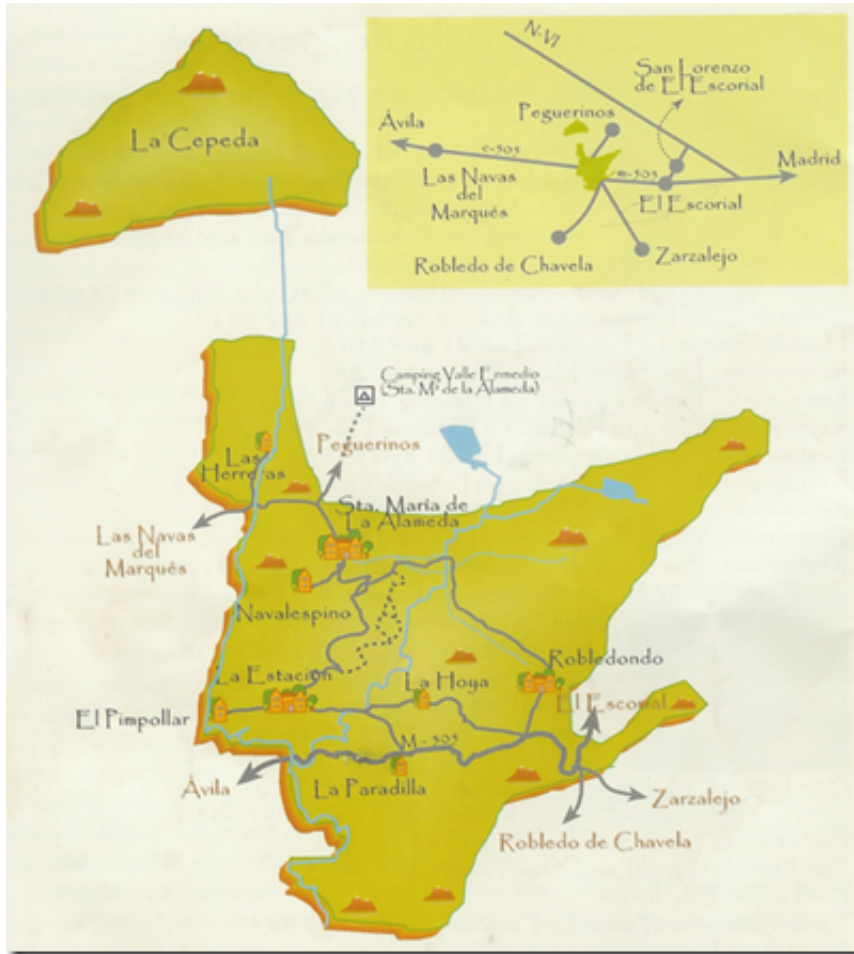 N-VI
San Lorenzo
de El Escorial
Peguerinos
Ávila
c-505
Madrid
Las Navas
del
Marqués
m-505
El Escorial
Robledo de Chavela
Zarzalejo
La Cepeda
Camping Valle Enmedio
(Sta. Mª de la Alameda)
Peguerinos
Las
Herreras
Sta. María de
La Alameda
Las Navas
del
Marqués
Navalespino
Robledondo
La Estación
La Hoya
El Escorial
El Pimpollar
M-505
Ávila
La Paradilla
Zarzalejo
Robledo de Chavela